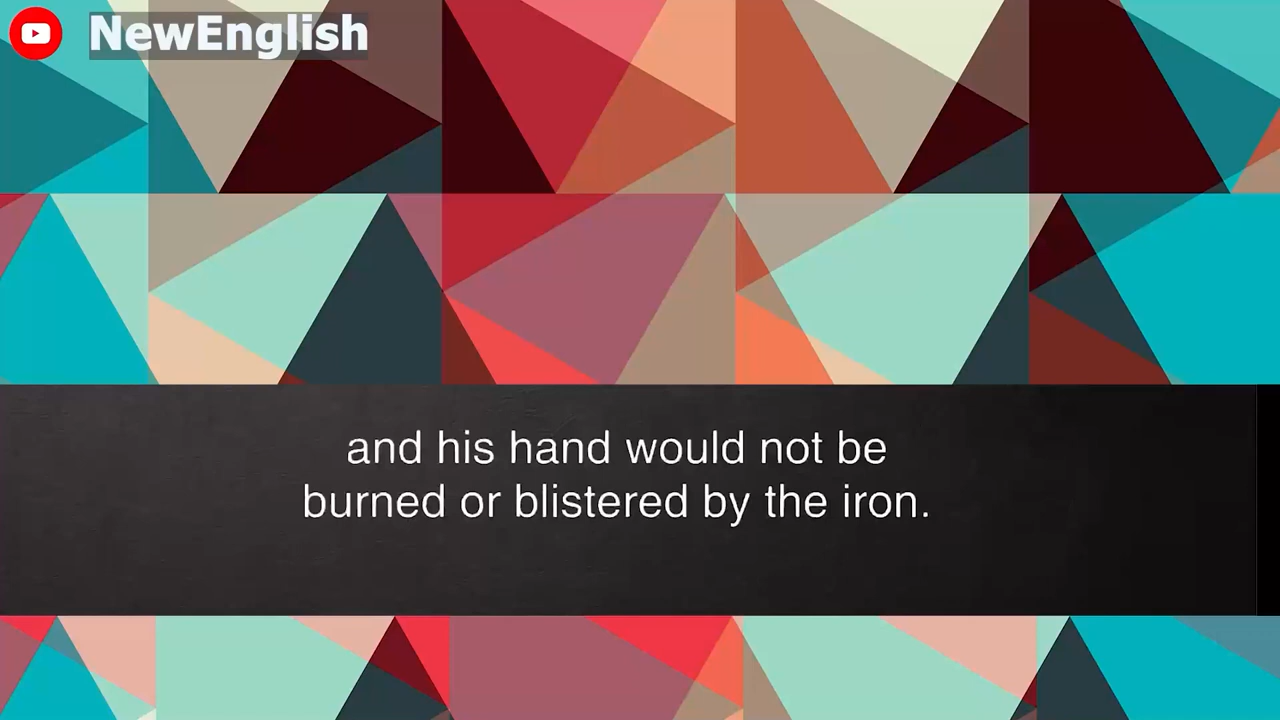 NewEnglish
and his hand would not be
burned or blistered by the iron.